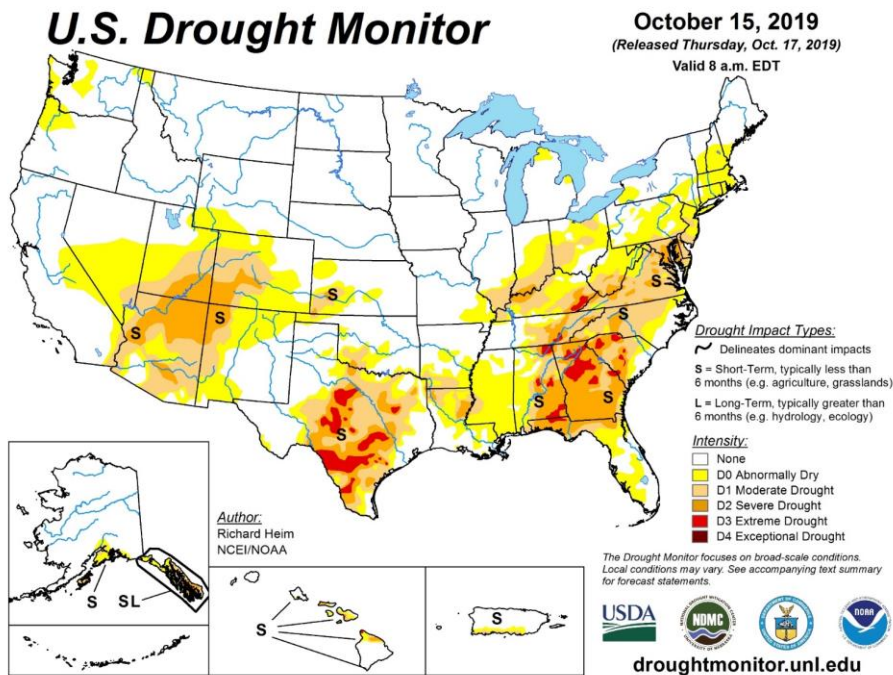 U.S. Drought Monitor
October 15, 2019
(Released Thursday, Oct. 17, 2019)
Valid 8 a.m. EDT
S
S
S
S
S
S
S
S
S
Drought Impact Types:
Delineates dominant impacts
S = Short-Term, typically less than
6 months (e.g. agriculture, grasslands)
L = Long-Term, typically greater than
6 months (e.g. hydrology, ecology)
Intensity:
None
D0 Abnormally Dry
D1 Moderate Drought
D2 Severe Drought
D3 Extreme Drought
D4 Exceptional Drought
Author:
Richard Heim
NCEI/NOAA
S
SL
S
S
The Drought Monitor focuses on broad-scale conditions.
Local conditions may vary. See accompanying text summary
for forecast statements.
USDA
NDMC
NOAA
droughtmonitor.unl.edu